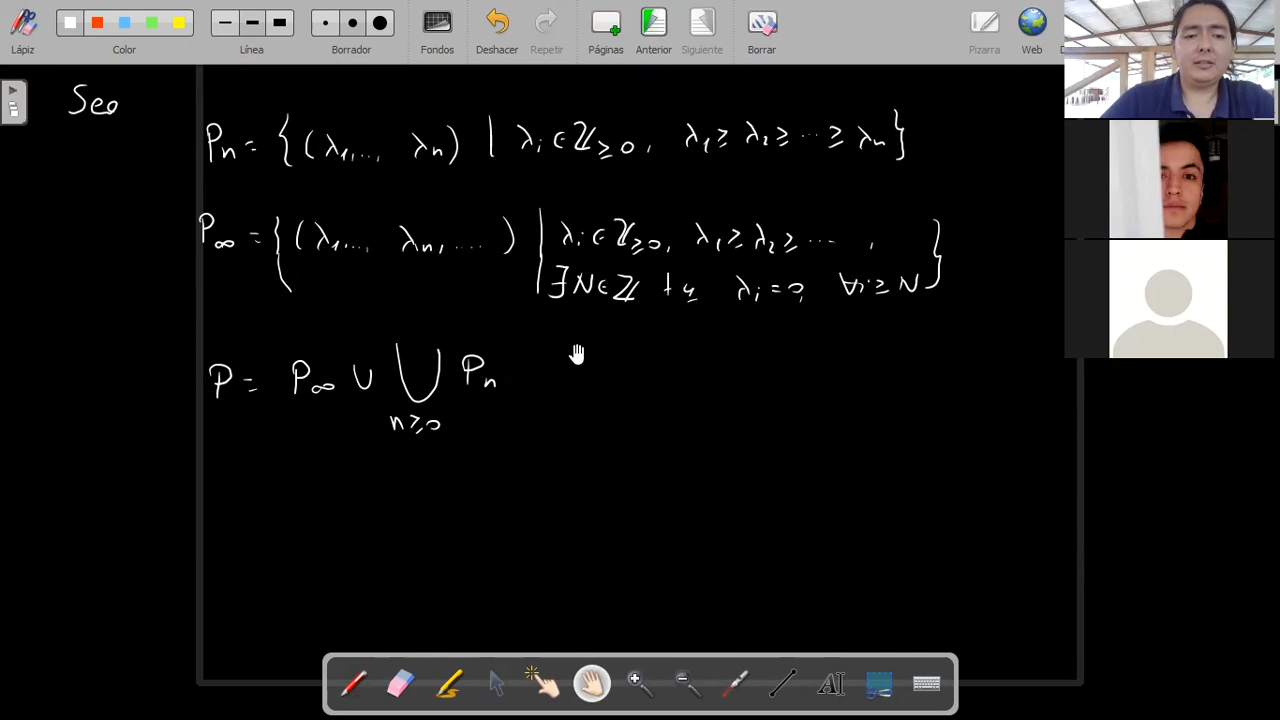 Lápiz Color Línea Borrador Fondos Deshacer Repetir Páginas Anterior Siguiente Borrar Pizarra Web
Sea
Pn = { (λ1,..., λn) | λi ∈ ℤ≥0, λ1 ≥ λ2 ≥ ··· ≥ λn }
P∞ = { (λ1,..., λn, ....) | λi ∈ ℤ≥0, λ1 ≥ λ2 ≥ ···· ,
∃ N ∈ ℤ tq λi = 0, ∀i ≥ N }
P = P∞ ∪ ⋃ Pn
n ≥ 0
AI